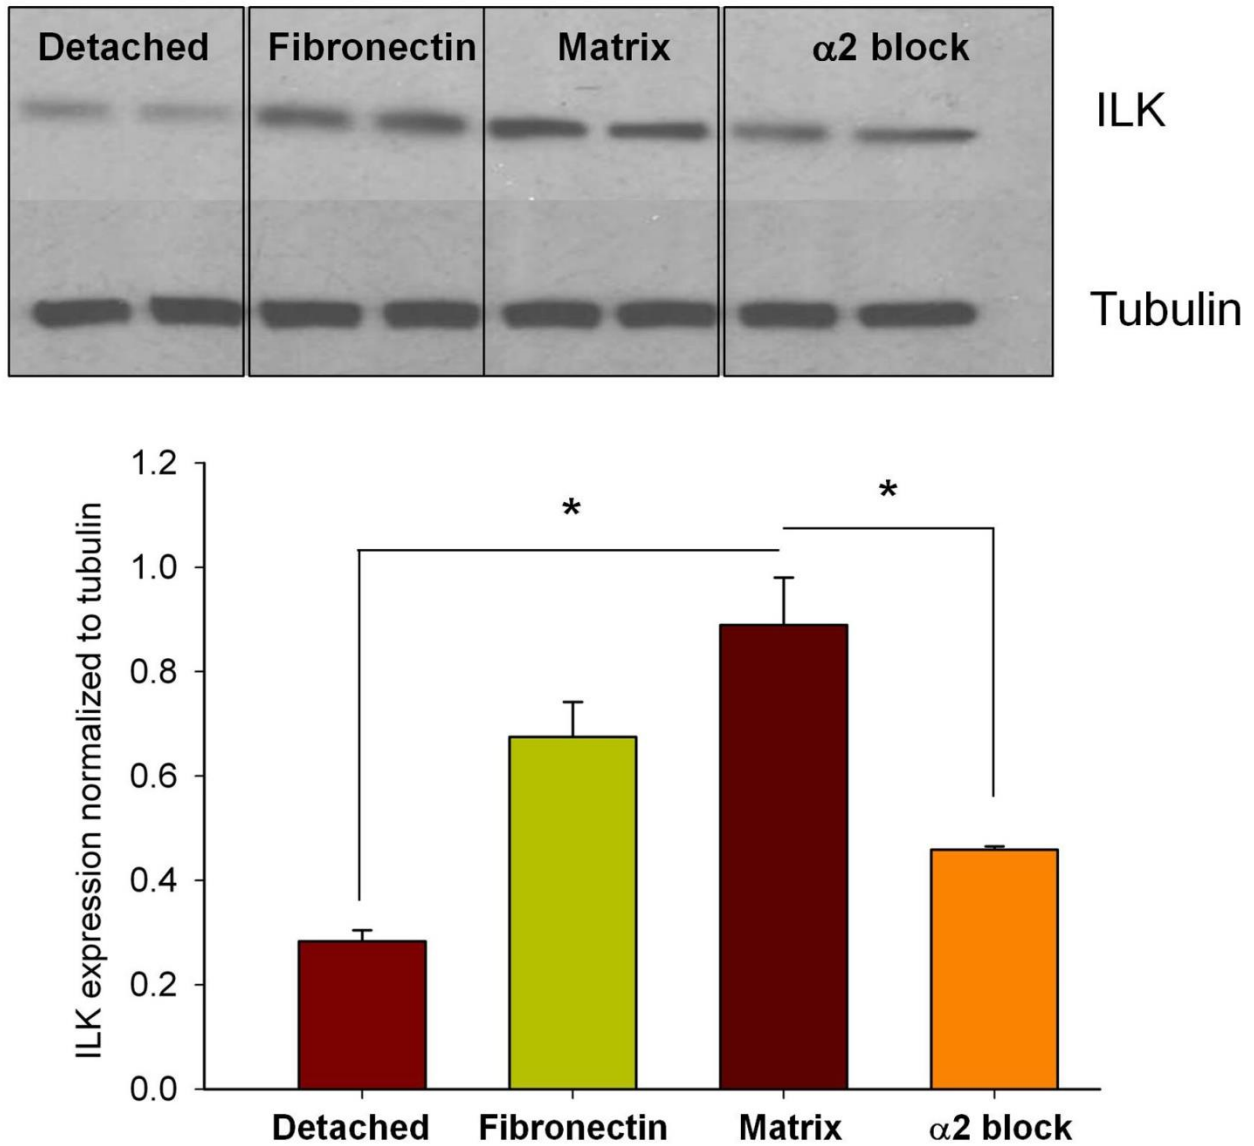 Detached Fibronectin Matrix α2 block
ILK
Tubulin
ILK expression normalized to tubulin
1.2
1.0
0.8
0.6
0.4
0.2
0.0
*
*
Detached Fibronectin Matrix α2 block